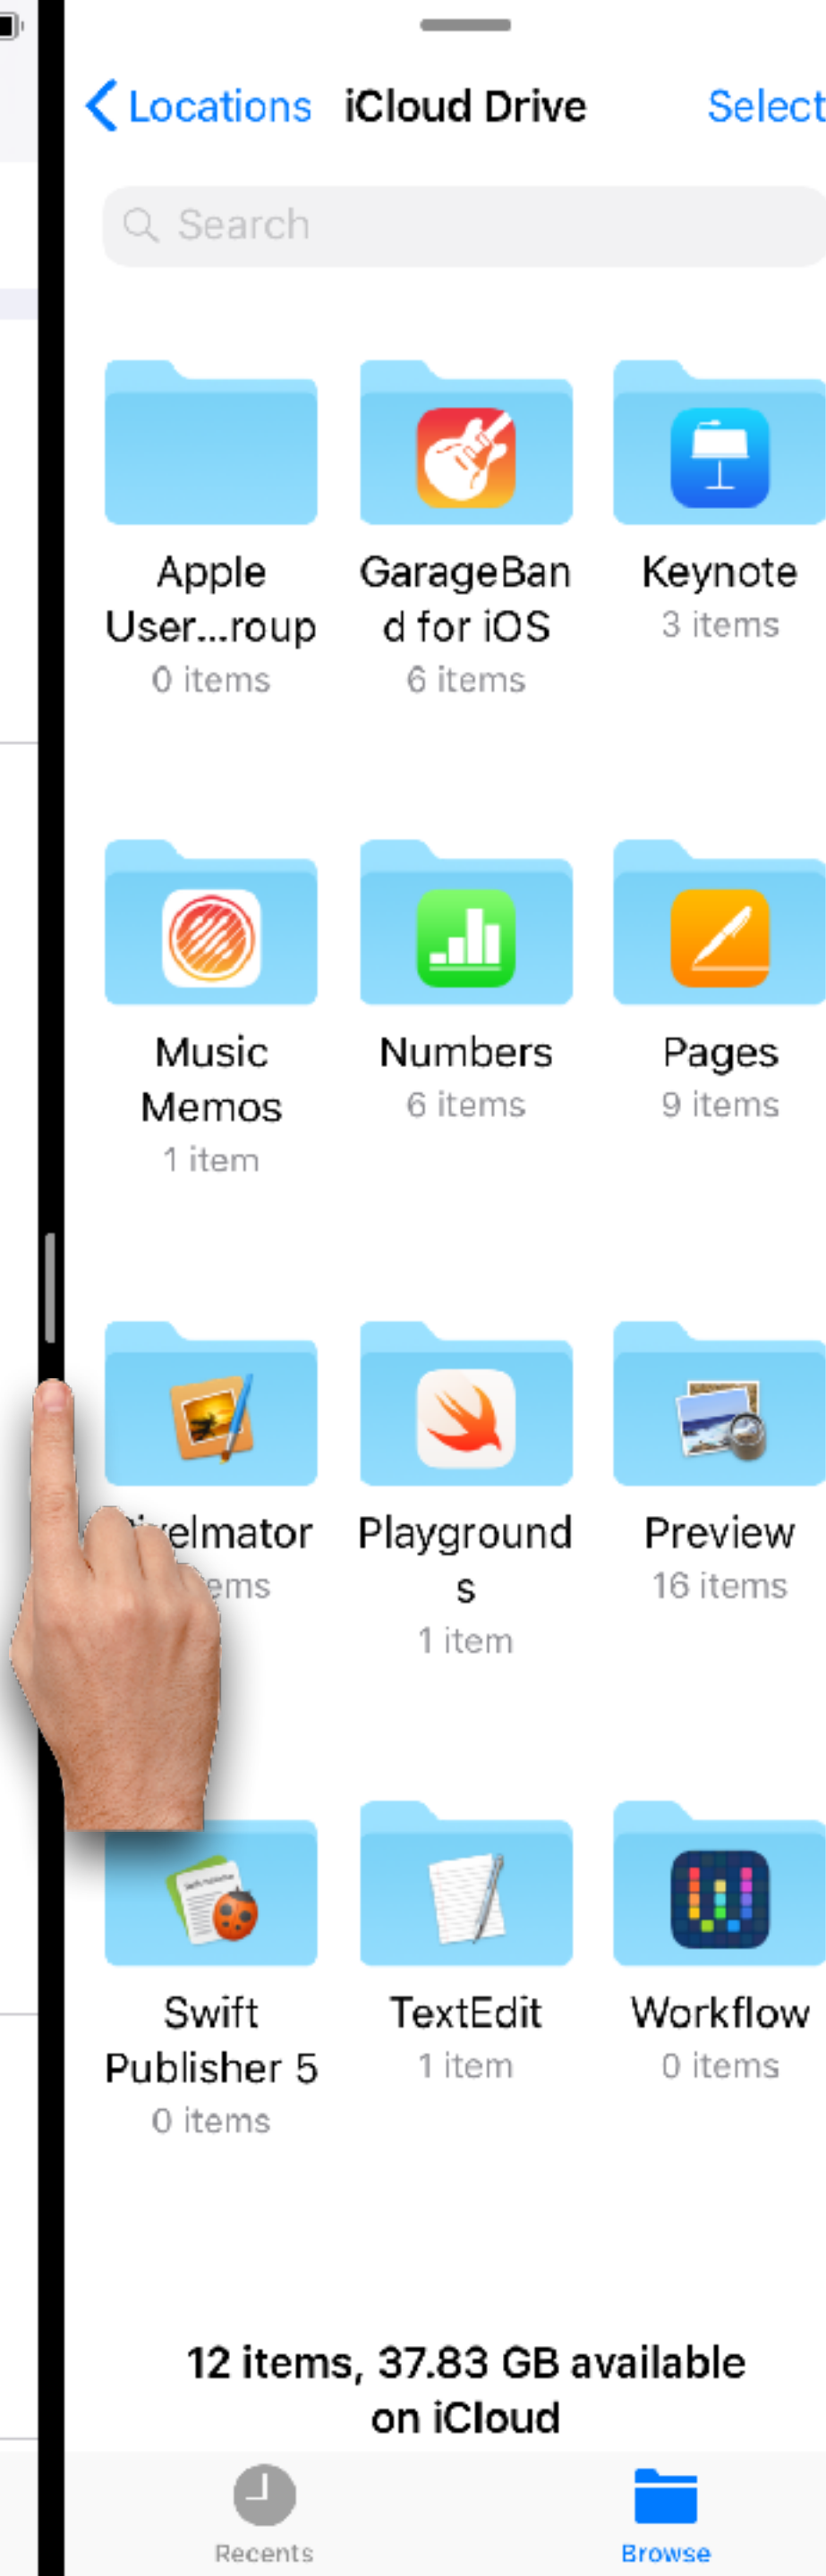 Locations iCloud Drive Select
Search
Apple
User...roup
0 items
GarageBan
d for iOS
6 items
Keynote
3 items
Music
Memos
1 item
Numbers
6 items
Pages
9 items
Playground
s
1 item
Preview
16 items
Swift
Publisher 5
0 items
TextEdit
1 item
Workflow
0 items
12 items, 37.83 GB available
on iCloud
Recents
Browse